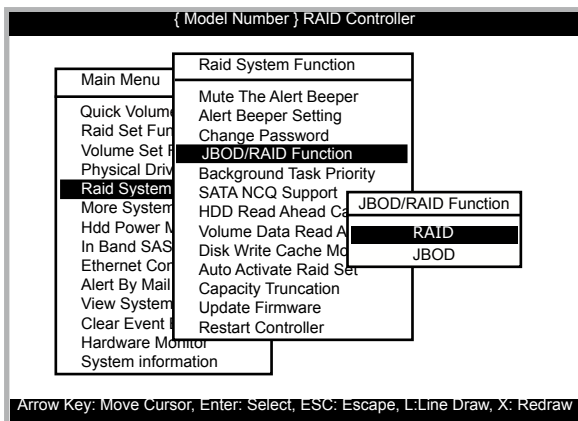 { Model Number } RAID Controller
Main Menu
Quick Volume
Raid Set Fun
Volume Set
Physical Driv
Raid System
More System
Hdd Power
In Band SAS
Ethernet Con
Alert By Mail
View System
Clear Event
Hardware Monitor
System information
Raid System Function
Mute The Alert Beeper
Alert Beeper Setting
Change Password
JBOD/RAID Function
Background Task Priority
SATA NCQ Support
HDD Read Ahead Ca
Volume Data Read A
Disk Write Cache Mo
Auto Activate Raid Set
Capacity Truncation
Update Firmware
Restart Controller
JBOD/RAID Function
RAID
JBOD
Arrow Key: Move Cursor, Enter: Select, ESC: Escape, L:Line Draw, X: Redraw